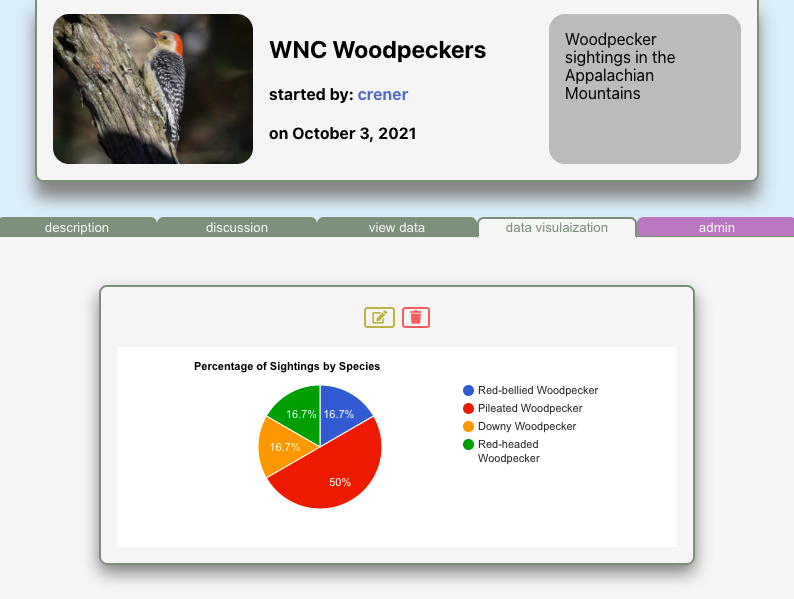 WNC Woodpeckers
started by: crener
on October 3, 2021
Woodpecker
sightings in the
Appalachian
Mountains
description
discussion
view data
data visulaization
admin
Percentage of Sightings by Species
16.7%
16.7%
16.7%
50%
Red-bellied Woodpecker
Pileated Woodpecker
Downy Woodpecker
Red-headed
Woodpecker